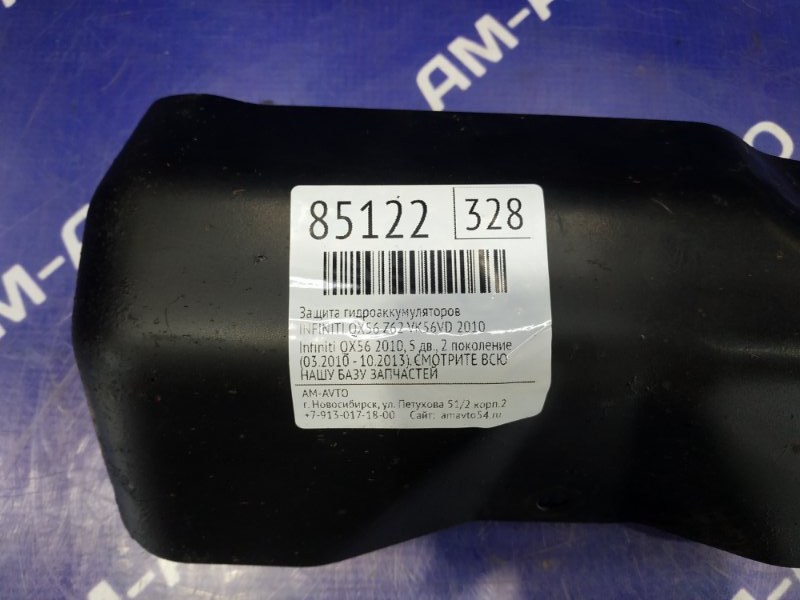 AM-AVTO
85122
328
Защита гидроаккумуляторов
INFINITI QX56 Z62 VK56VD 2010
Infiniti QX56 2010, 5 дв., 2 поколение
(03.2010 - 10.2013) СМОТРИТЕ ВСЮ
НАШУ БАЗУ ЗАПЧАСТЕЙ
AM-AVTO
г. Новосибирск, ул. Петухова 51/2 корп.2
+7-913-017-18-00 Сайт: amavto54.ru